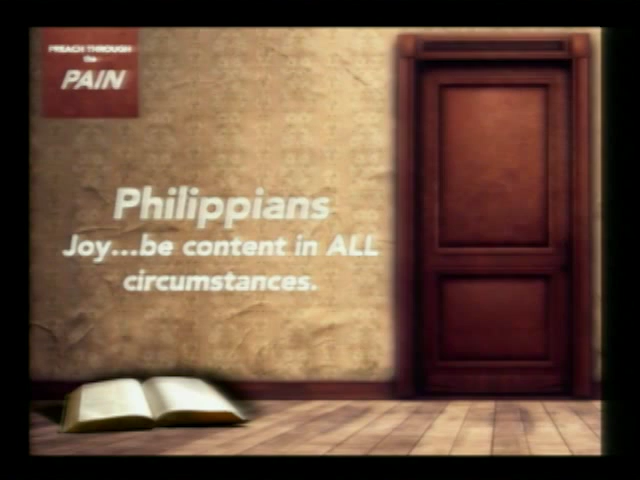 PREACH THROUGH
the
PAIN
Philippians
Joy...be content in ALL
circumstances.